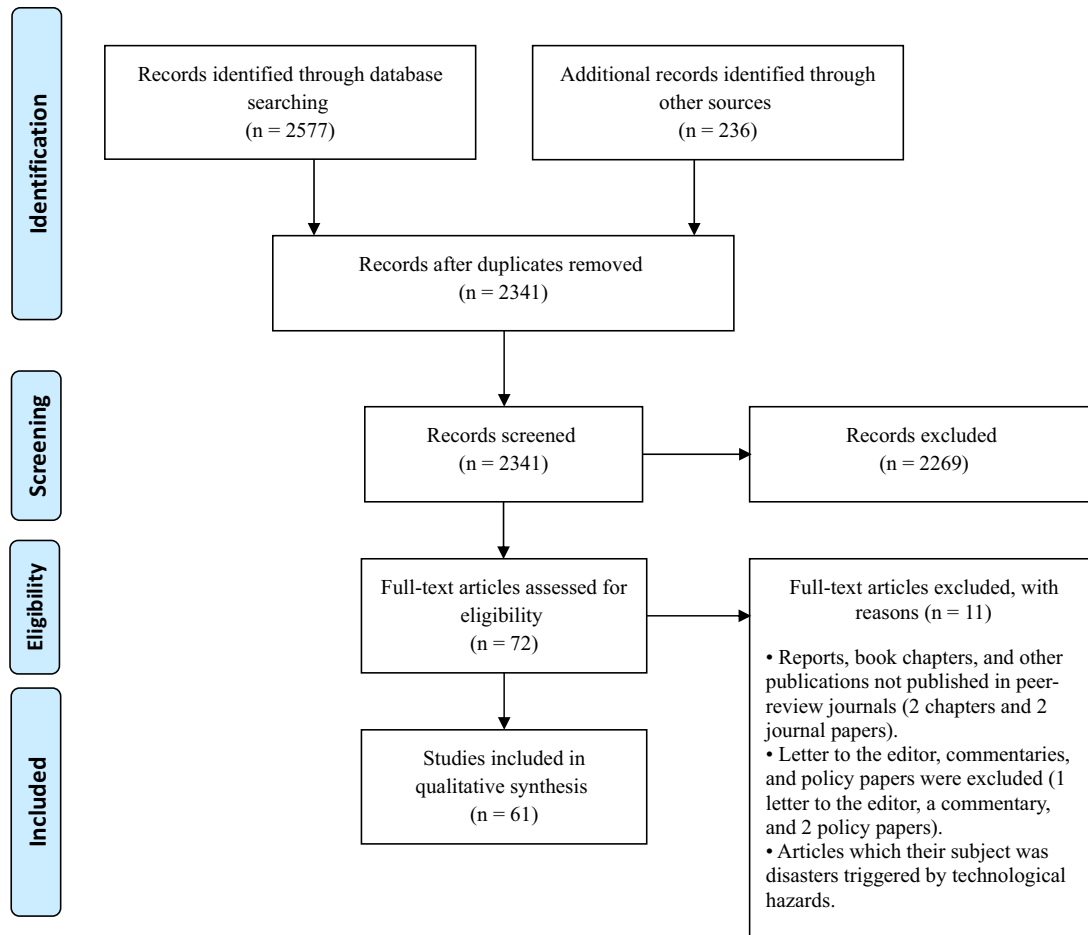 Identification
Records identified through database
searching
(n = 2577)
Additional records identified through
other sources
(n = 236)
Records after duplicates removed
(n = 2341)
Screening
Records screened
(n = 2341)
Records excluded
(n = 2269)
Eligibility
Full-text articles assessed for
eligibility
(n = 72)
Full-text articles excluded, with
reasons (n = 11)
• Reports, book chapters, and other
publications not published in peer-
review journals (2 chapters and 2
journal papers).
• Letter to the editor, commentaries,
and policy papers were excluded (1
letter to the editor, a commentary,
and 2 policy papers).
• Articles which their subject was
disasters triggered by technological
hazards.
Included
Studies included in
qualitative synthesis
(n = 61)